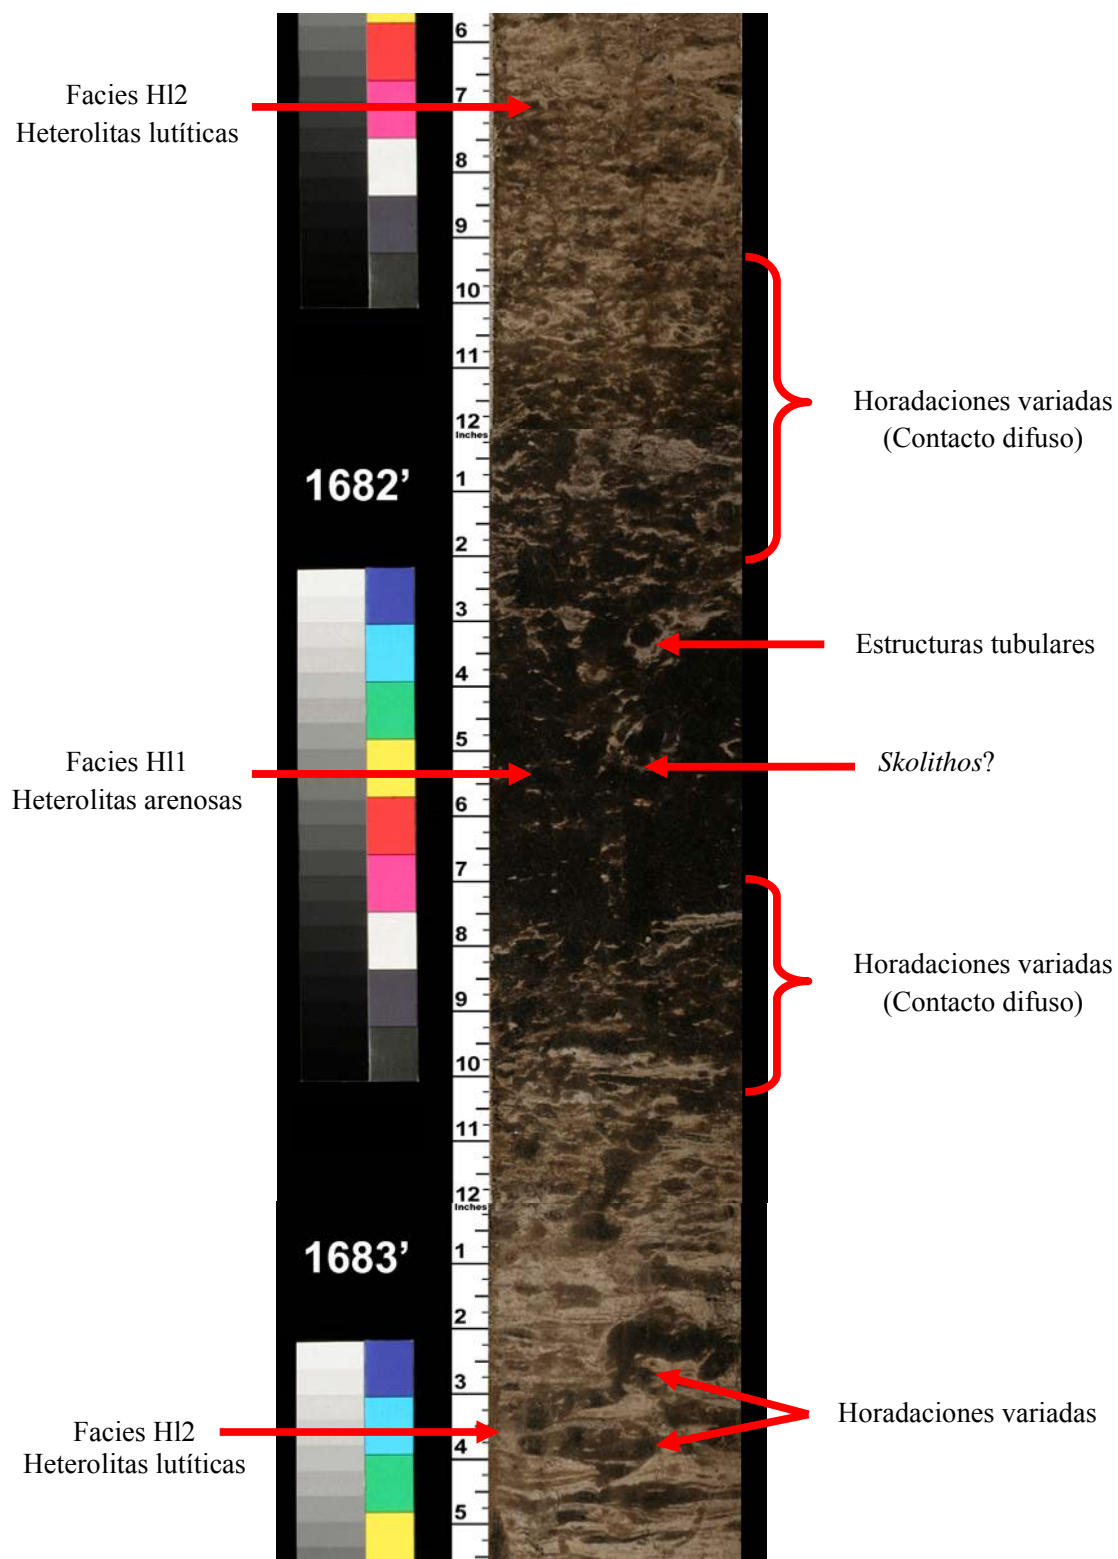 Facies Hl2
Heterolitas lutíticas
6
7
8
9
10
11
12
Inches
Horadaciones variadas
(Contacto difuso)
1682’
1
2
3
4
5
6
7
8
9
10
11
12
Inches
Estructuras tubulares
Facies Hl1
Heterolitas arenosas
Skolithos?
Horadaciones variadas
(Contacto difuso)
1683’
1
2
3
4
5
Horadaciones variadas
Facies Hl2
Heterolitas lutíticas